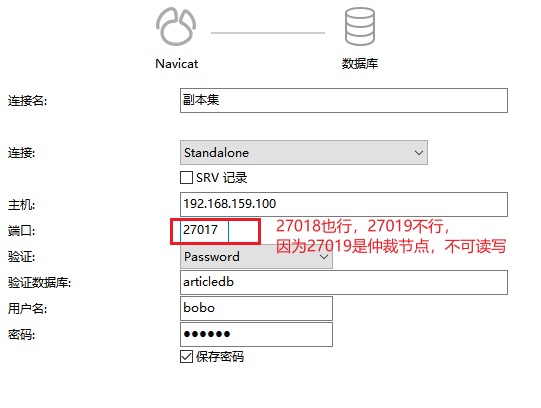 Navicat
数据库
连接名:
副本集
连接:
Standalone
SRV 记录
主机:
192.168.159.100
端口:
27017
27018也行，27019不行，
因为27019是仲裁节点，不可读写
验证:
Password
验证数据库:
articledb
用户名:
bobo
密码:
●●●●●●
保存密码